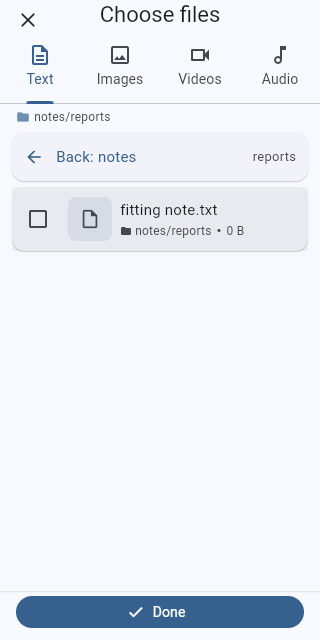 Choose files
Text Images Videos Audio
notes/reports
Back: notes reports
fitting note.txt
notes/reports • 0 B
Done